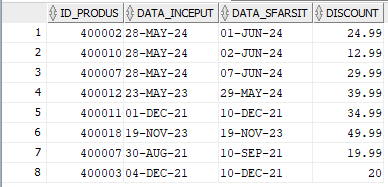 ID_PRODUS DATA_INCEPUT DATA_SFARSIT DISCOUNT
1 400002 28-MAY-24 01-JUN-24 24.99
2 400010 28-MAY-24 02-JUN-24 12.99
3 400007 28-MAY-24 07-JUN-24 29.99
4 400012 23-MAY-23 29-MAY-24 39.99
5 400011 01-DEC-21 10-DEC-21 34.99
6 400018 19-NOV-23 19-NOV-23 49.99
7 400007 30-AUG-21 10-SEP-21 19.99
8 400003 04-DEC-21 10-DEC-21 20